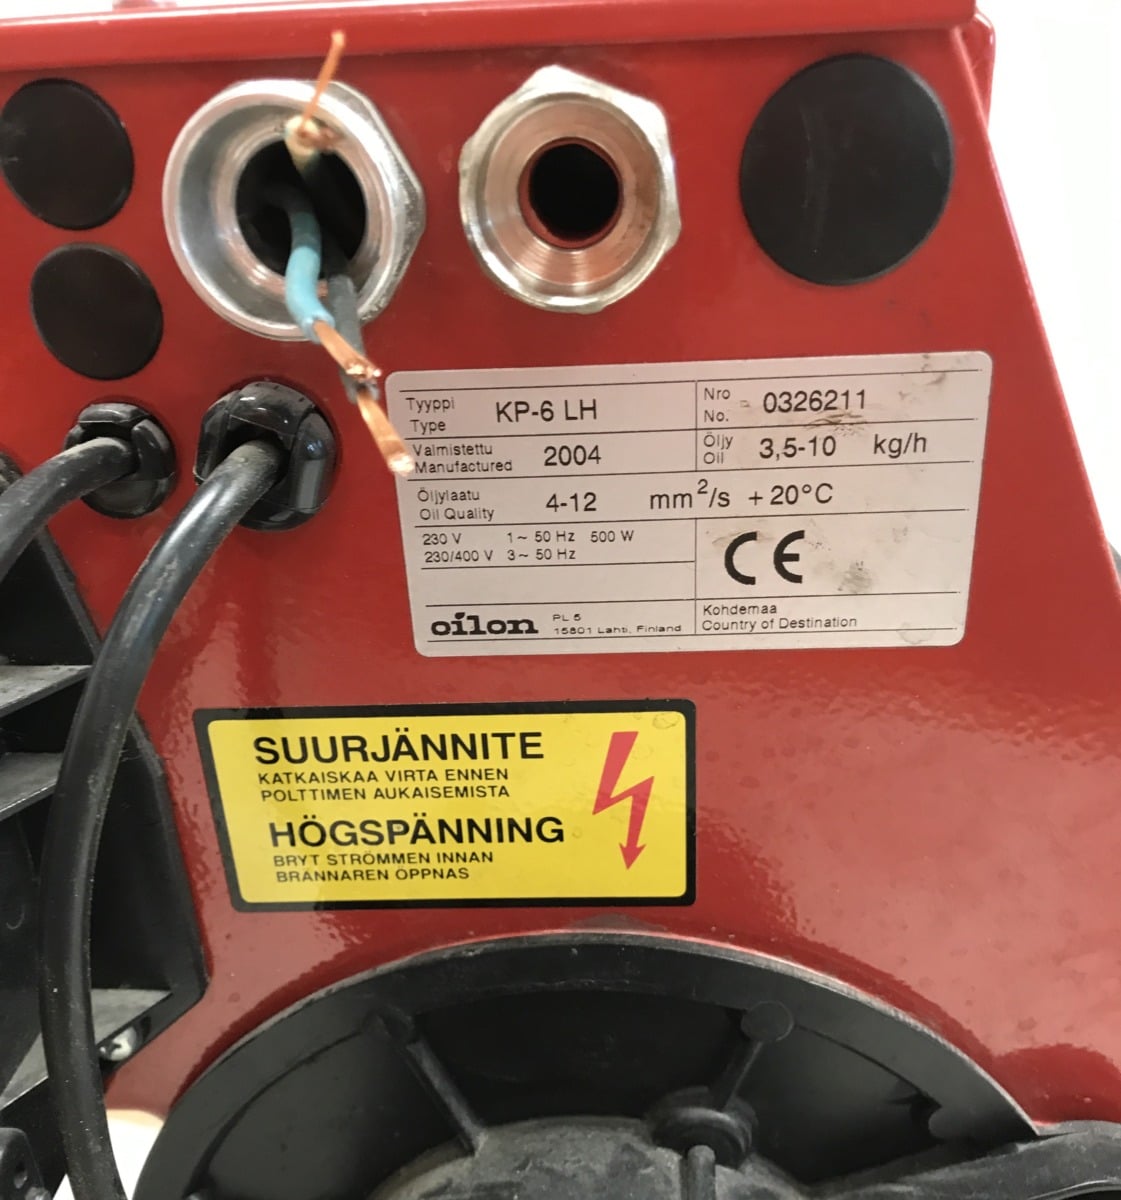 Tyyppi
Type
KP-6 LH
Nro
No.
0326211
Valmistettu
Manufactured
2004
Öljy
Oil
3,5-10 kg/h
Öljylaatu
Oil Quality
4-12 mm²/s +20°C
230 V 1~ 50 Hz 500 W
230/400 V 3~ 50 Hz
CE
oilon
PL 5
15801 Lahti, Finland
Kohdemaa
Country of Destination
SUURJÄNNITE
KATKAISKAA VIRTA ENNEN
POLTTIMEN AUKAISEMISTA
HÖGSPÄNNING
BRYT STRÖMMEN INNAN
BRÄNNAREN ÖPPNAS